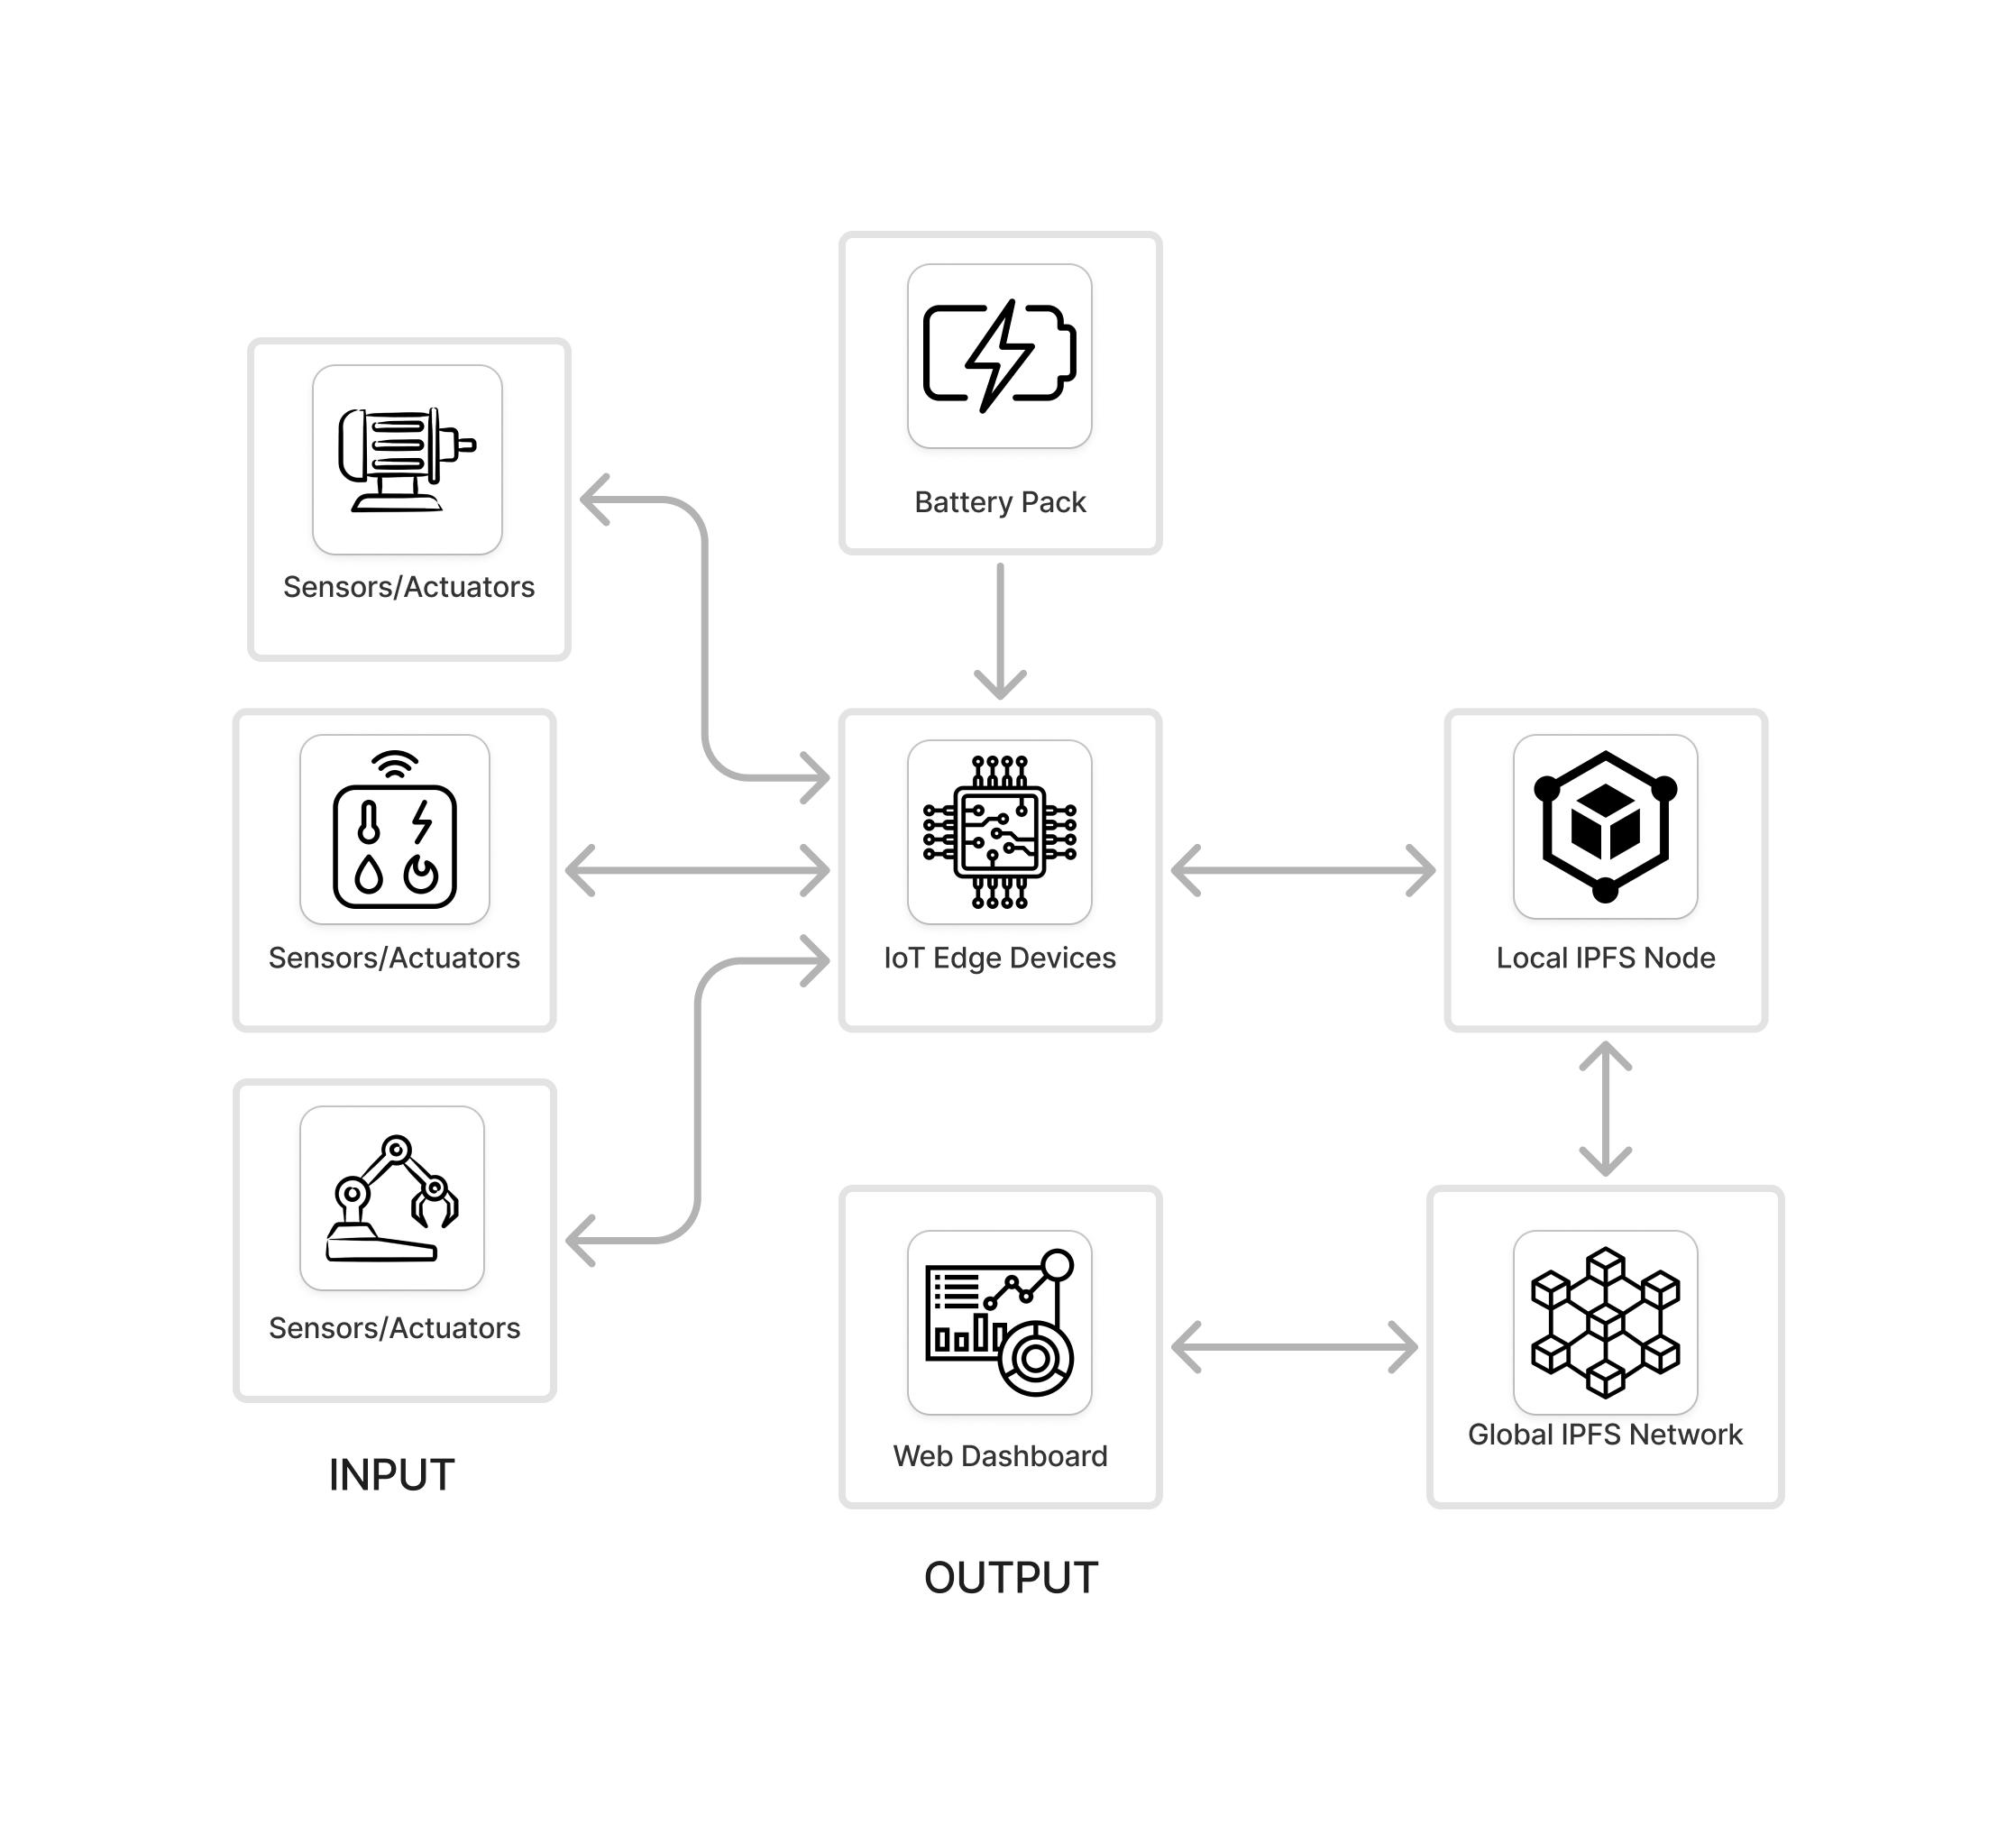 Battery Pack
Sensors/Actuators
Sensors/Actuators
IoT Edge Devices
Local IPFS Node
Sensors/Actuators
Web Dashboard
Global IPFS Network
INPUT
OUTPUT